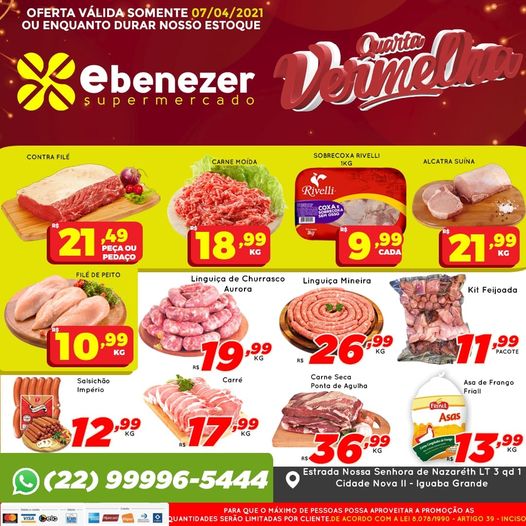 OFERTA VÁLIDA SOMENTE 07/04/2021
OU ENQUANTO DURAR NOSSO ESTOQUE
ebenezer
supermercado
Quarta
Vermelha
CONTRA FILÉ
R$ 21,49
PEÇA OU
PEDAÇO
CARNE MOÍDA
R$ 18,99
KG
SOBRECOXA RIVELLI
1KG
Rivelli
COXA E
SOBRECOXA
SEM OSSO
R$ 9,99
CADA
ALCATRA SUÍNA
R$ 21,99
KG
FILÉ DE PEITO
R$ 10,99
KG
Linguiça de Churrasco
Aurora
R$ 19,99
KG
Linguiça Mineira
R$ 26,99
KG
Kit Feijoada
R$ 11,99
PACOTE
Salsichão
Império
R$ 12,99
KG
Carré
R$ 17,99
KG
Carne Seca
Ponta de Agulha
R$ 36,99
KG
Asa de Frango
Friall
Asas
R$ 13,99
KG
(22) 99996-5444
Estrada Nossa Senhora de Nazaréth LT 3 qd 1
Cidade Nova II - Iguaba Grande
VISA
PARA QUE O MÁXIMO DE PESSOAS POSSA APROVEITAR A PROMOÇÃO AS
QUANTIDADES SERÃO LIMITADAS POR CLIENTE.DE ACORDO COM A LEI 8.078/1990 ARTIGO 39 - INCISO